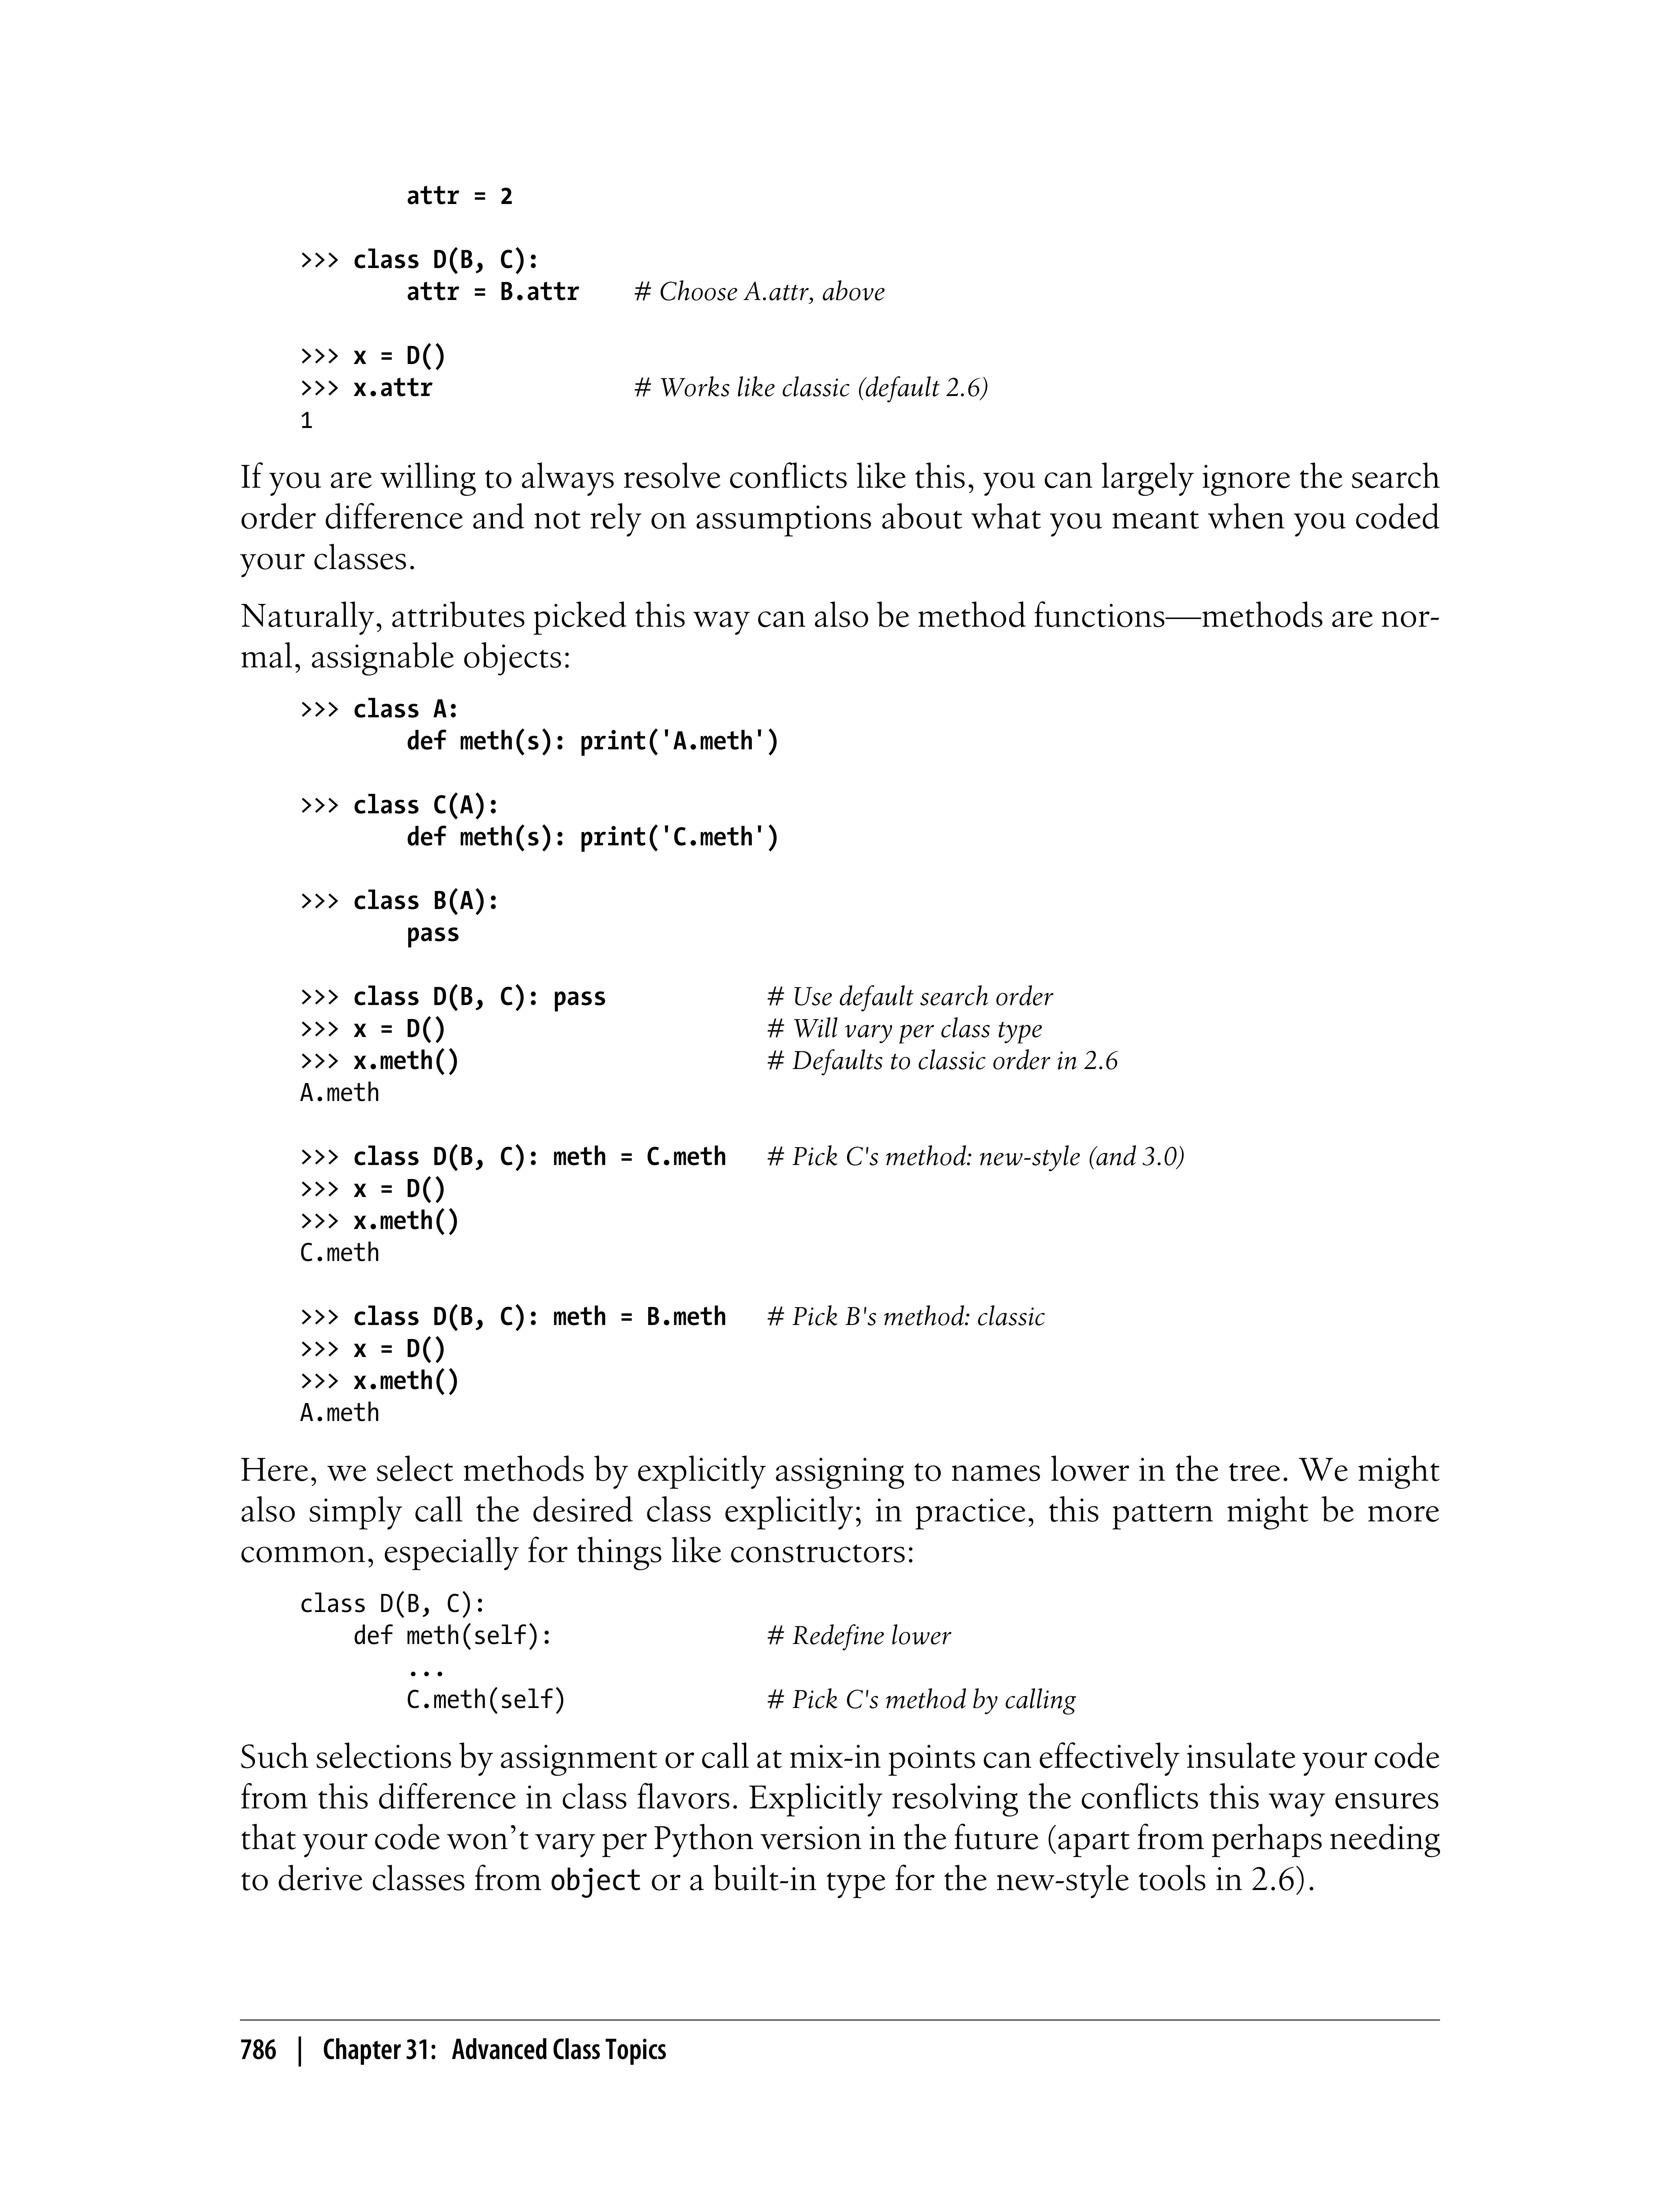 attr = 2
>>> class D(B, C):
attr = B.attr # Choose A.attr, above
>>> x = D()
>>> x.attr # Works like classic (default 2.6)
1
If you are willing to always resolve conflicts like this, you can largely ignore the search
order difference and not rely on assumptions about what you meant when you coded
your classes.
Naturally, attributes picked this way can also be method functions—methods are nor-
mal, assignable objects:
>>> class A:
def meth(s): print('A.meth')
>>> class C(A):
def meth(s): print('C.meth')
>>> class B(A):
pass
>>> class D(B, C): pass # Use default search order
>>> x = D() # Will vary per class type
>>> x.meth() # Defaults to classic order in 2.6
A.meth
>>> class D(B, C): meth = C.meth # Pick C's method: new-style (and 3.0)
>>> x = D()
>>> x.meth()
C.meth
>>> class D(B, C): meth = B.meth # Pick B's method: classic
>>> x = D()
>>> x.meth()
A.meth
Here, we select methods by explicitly assigning to names lower in the tree. We might
also simply call the desired class explicitly; in practice, this pattern might be more
common, especially for things like constructors:
class D(B, C):
def meth(self): # Redefine lower
...
C.meth(self) # Pick C's method by calling
Such selections by assignment or call at mix-in points can effectively insulate your code
from this difference in class flavors. Explicitly resolving the conflicts this way ensures
that your code won’t vary per Python version in the future (apart from perhaps needing
to derive classes from object or a built-in type for the new-style tools in 2.6).
786 | Chapter 31: Advanced Class Topics